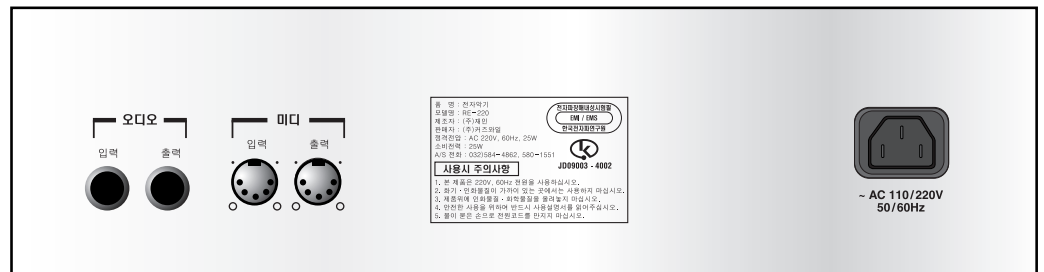 오디오
입력 출력
미디
입력 출력
품 명 : 전자악기
모델명 : RE-220
제조자 : (주)재민
판매자 : (주)커즈와일
정격전압 : AC 220V, 60Hz, 25W
소비전력 : 25W
A/S 전화 : 032)584-4862, 580-1551
전자파장해내성시험필
EMI / EMS
한국전자파연구원
JD09003 - 4002
사용시 주의사항
1. 본 제품은 220V, 60Hz 전원을 사용하십시오.
2. 화기·인화물질이 가까이 있는 곳에서는 사용하지 마십시오.
3. 제품위에 인화물질·화학물질을 올려놓지 마십시오.
4. 안전한 사용을 위하여 반드시 사용설명서를 읽어주십시오.
5. 물이 묻은 손으로 전원코드를 만지지 마십시오.
~ AC 110/220V
50/60Hz